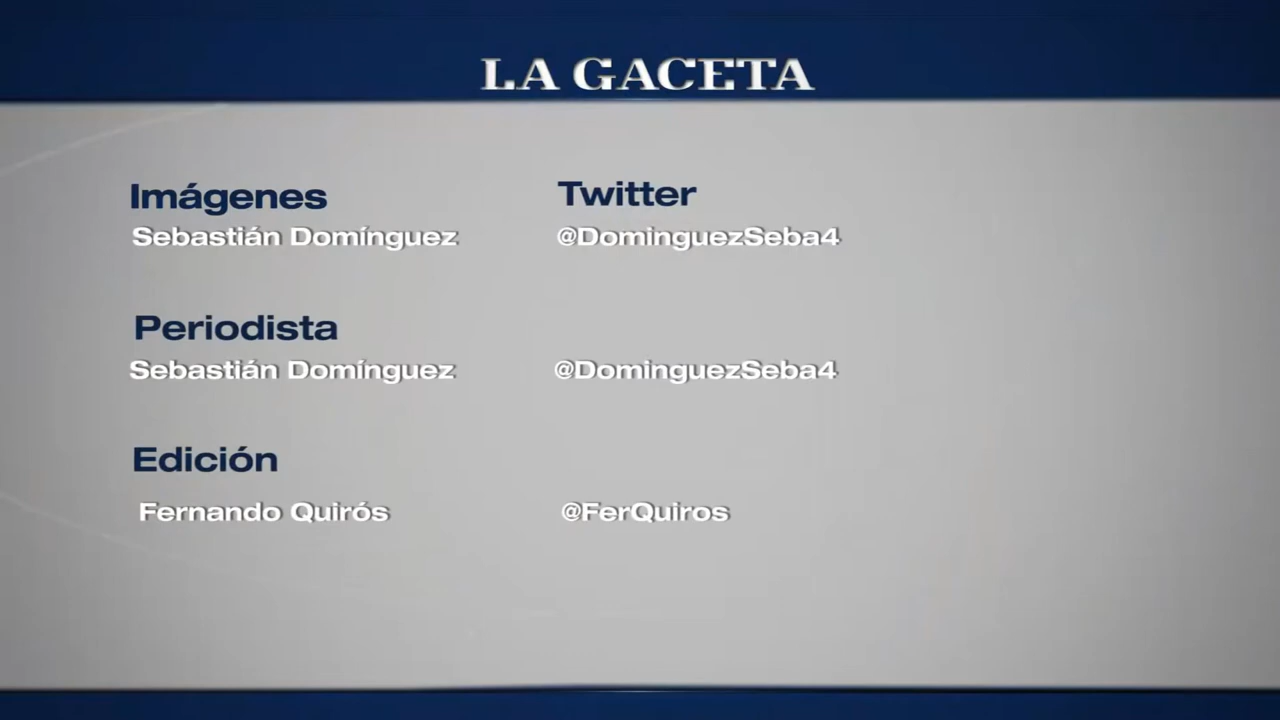 LA GACETA
Imágenes Twitter
Sebastián Domínguez @DominguezSeba4
Periodista
Sebastián Domínguez @DominguezSeba4
Edición
Fernando Quirós @FerQuiros